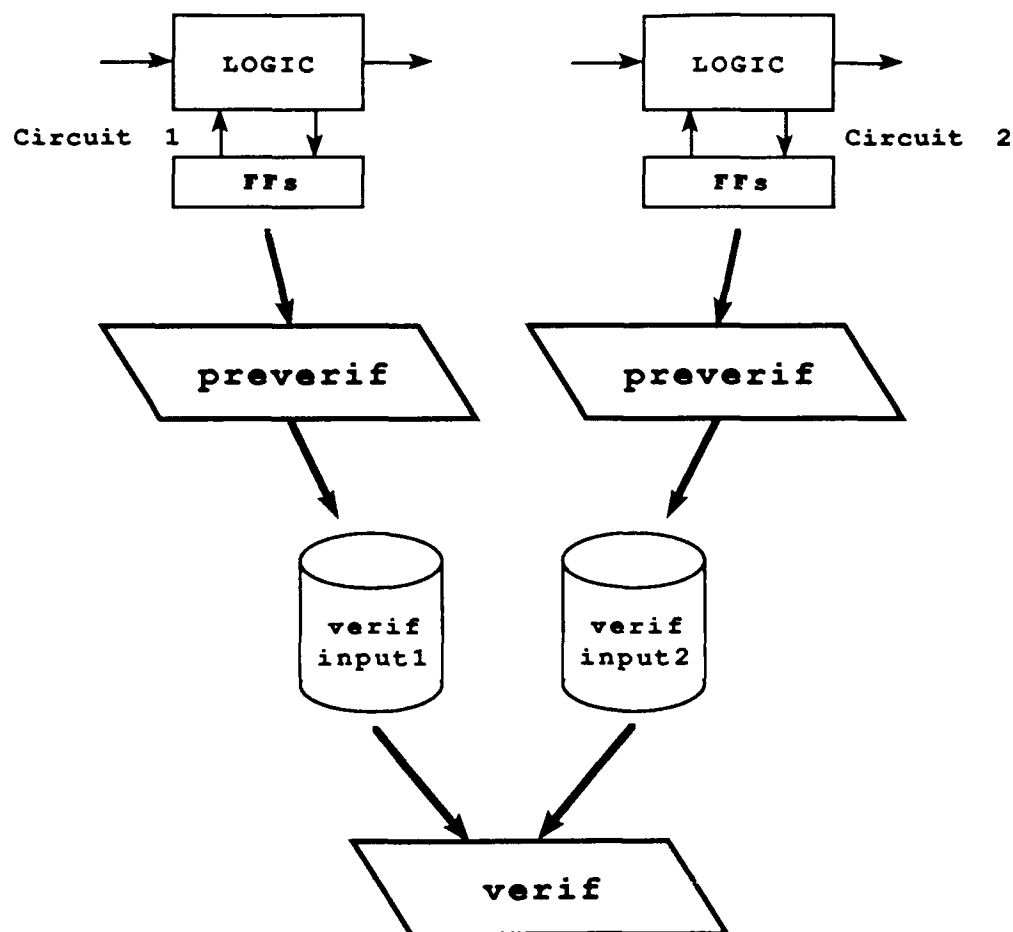 LOGIC
LOGIC
Circuit 1
Circuit 2
FFs
FFs
preverif
preverif
verif
input1
verif
input2
verif